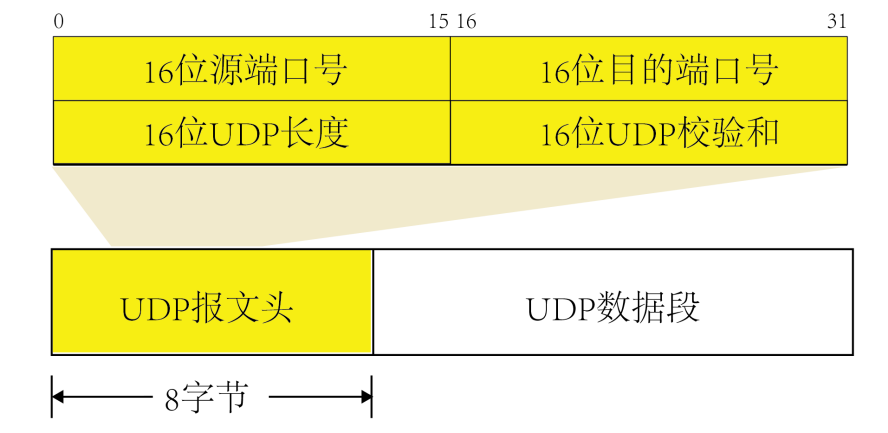 0 15 16 31
16位源端口号 16位目的端口号
16位UDP长度 16位UDP校验和
UDP报文头 UDP数据段
8字节